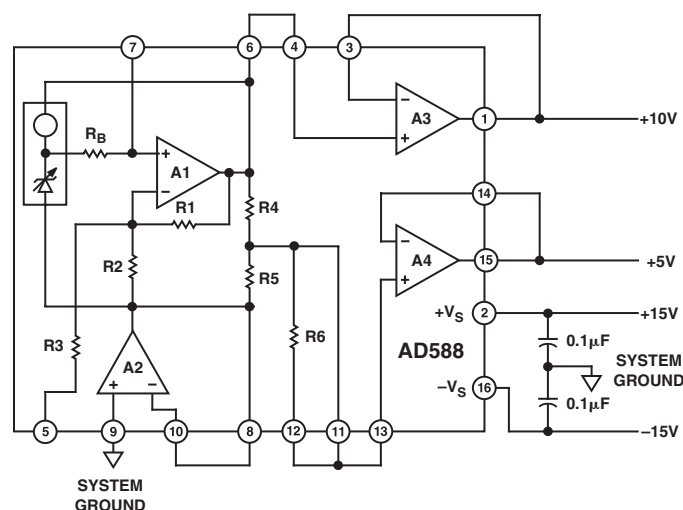 7
6
4
3
R_B
+
A1
−
−
A3
+
1
+10V
R1
R4
14
−
A4
+
15
+5V
R2
R5
R3
R6
+V_S
2
+15V
0.1µF
AD588
SYSTEM
GROUND
A2
+
−
−V_S
16
0.1µF
5
9
10
8
12
11
13
−15V
SYSTEM
GROUND